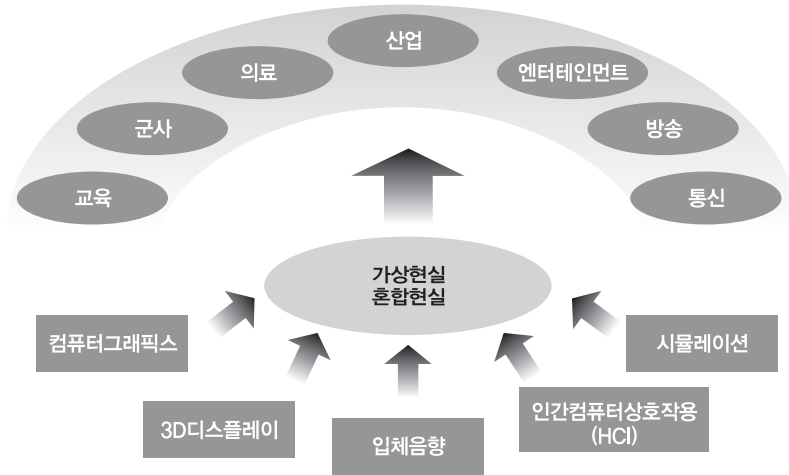 산업
의료
엔터테인먼트
군사
방송
교육
통신
가상현실
혼합현실
컴퓨터그래픽스
시뮬레이션
3D디스플레이
입체음향
인간컴퓨터상호작용
(HCI)